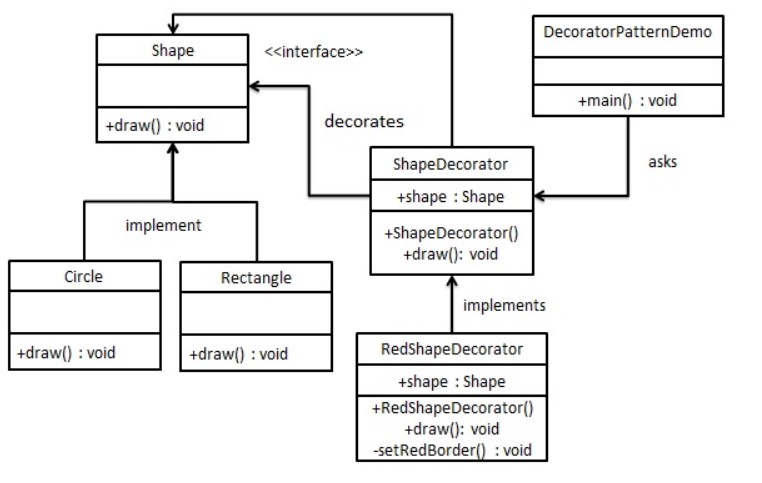 Shape
<<interface>>
+draw() : void
DecoratorPatternDemo
+main() : void
decorates
asks
ShapeDecorator
+shape : Shape
+ShapeDecorator()
+draw(): void
implement
Circle
+draw() : void
Rectangle
+draw() : void
implements
RedShapeDecorator
+shape : Shape
+RedShapeDecorator()
+draw(): void
-setRedBorder() : void